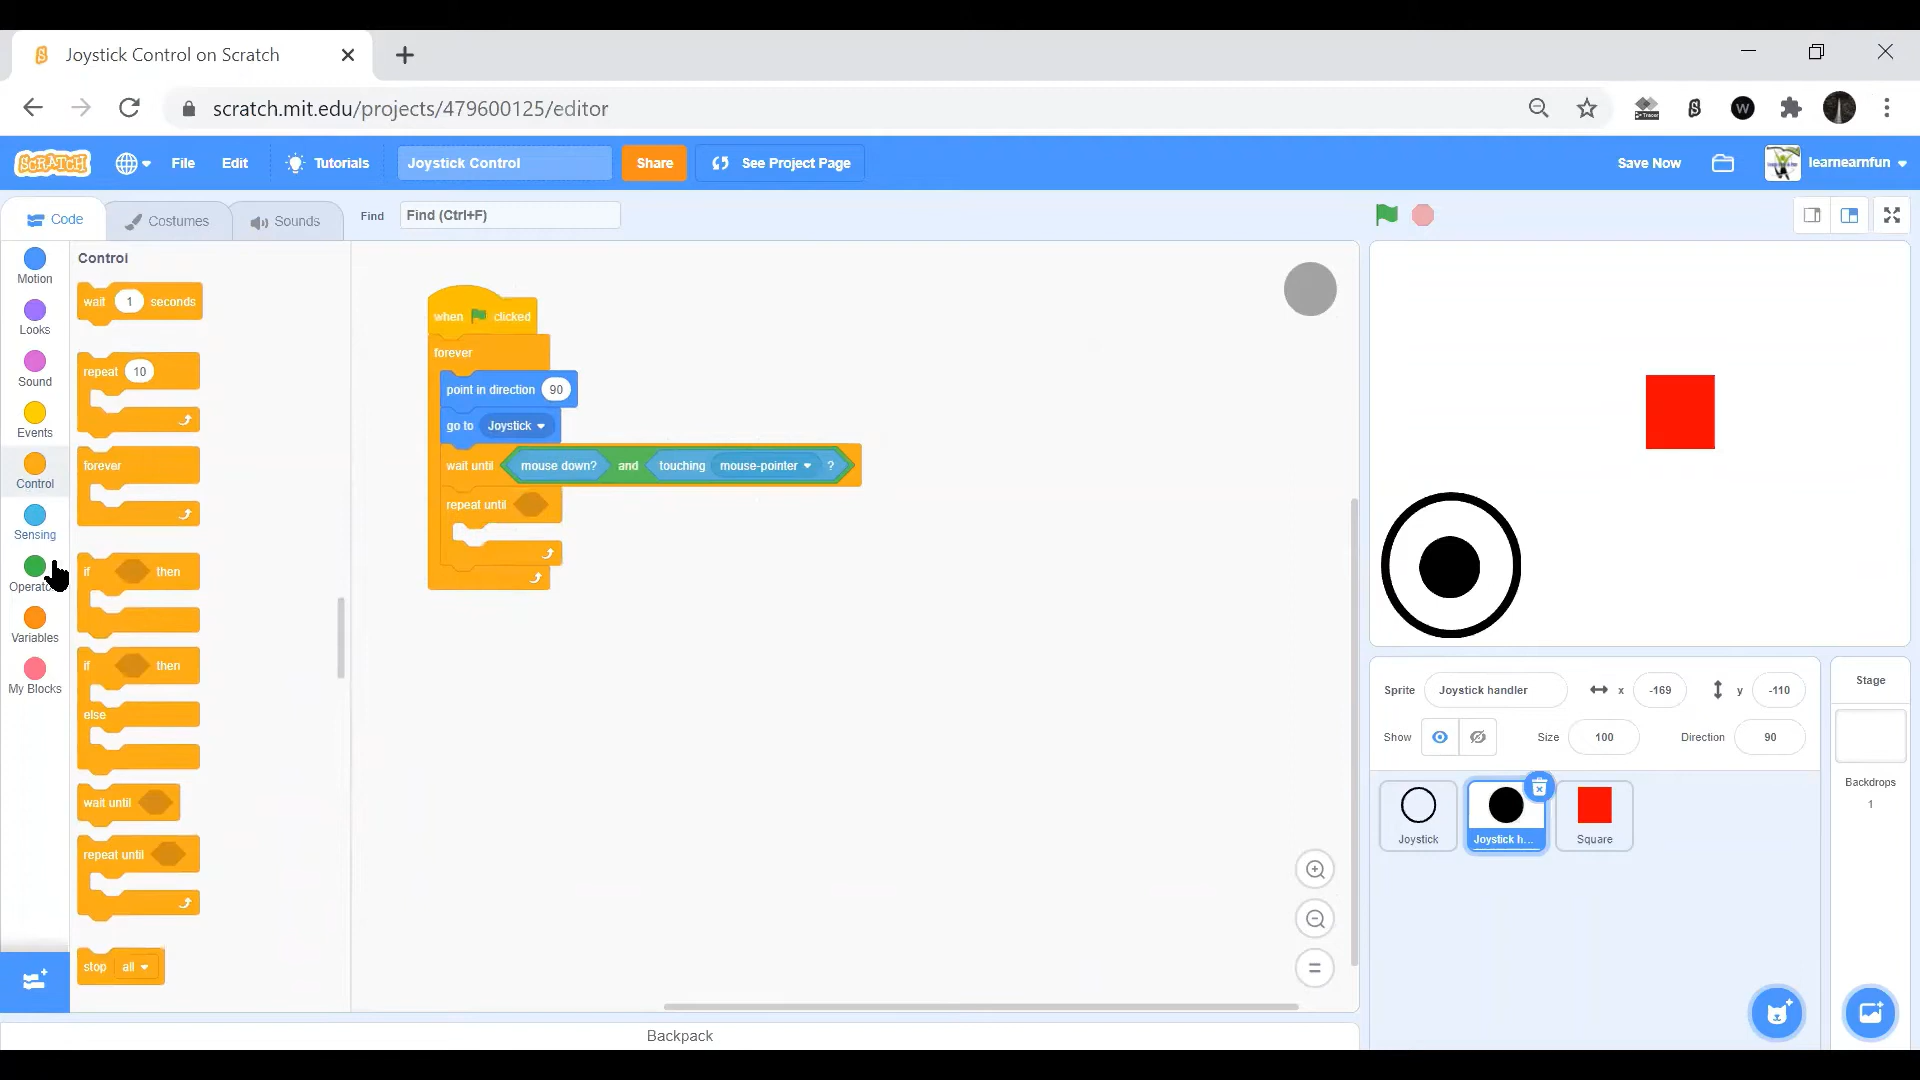 Joystick Control on Scratch
scratch.mit.edu/projects/479600125/editor
W
SCRATCH
File
Edit
Tutorials
Joystick Control
Share
See Project Page
Save Now
learnearnfun
Code
Costumes
Sounds
Find
Find (Ctrl+F)
Motion
Looks
Sound
Events
Control
Sensing
Operato
Variables
My Blocks
Control
wait 1 seconds
repeat 10
forever
if then
if then
else
wait until
repeat until
stop all
when clicked
forever
point in direction 90
go to Joystick
wait until mouse down? and touching mouse-pointer ?
repeat until
Sprite Joystick handler x -169 y -110
Show Size 100 Direction 90
Joystick
Joystick h...
Square
Stage
Backdrops
1
Backpack